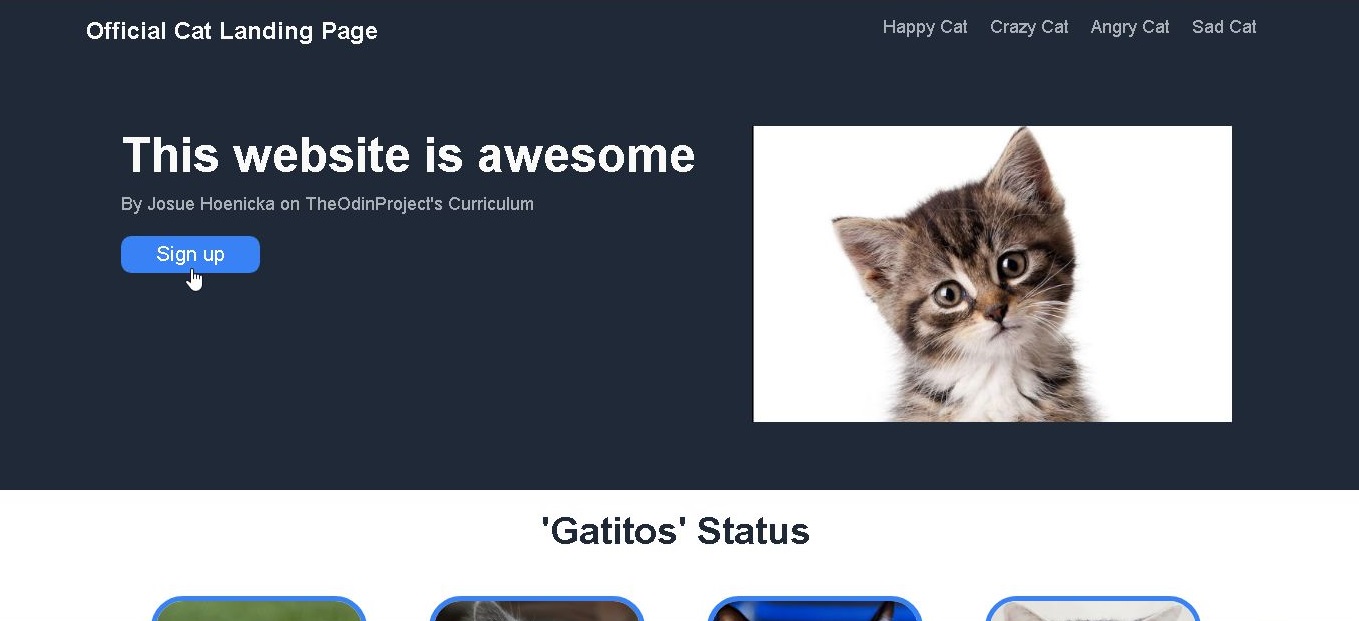 Official Cat Landing Page
Happy Cat Crazy Cat Angry Cat Sad Cat
This website is awesome
By Josue Hoenicka on TheOdinProject's Curriculum
Sign up
'Gatitos' Status